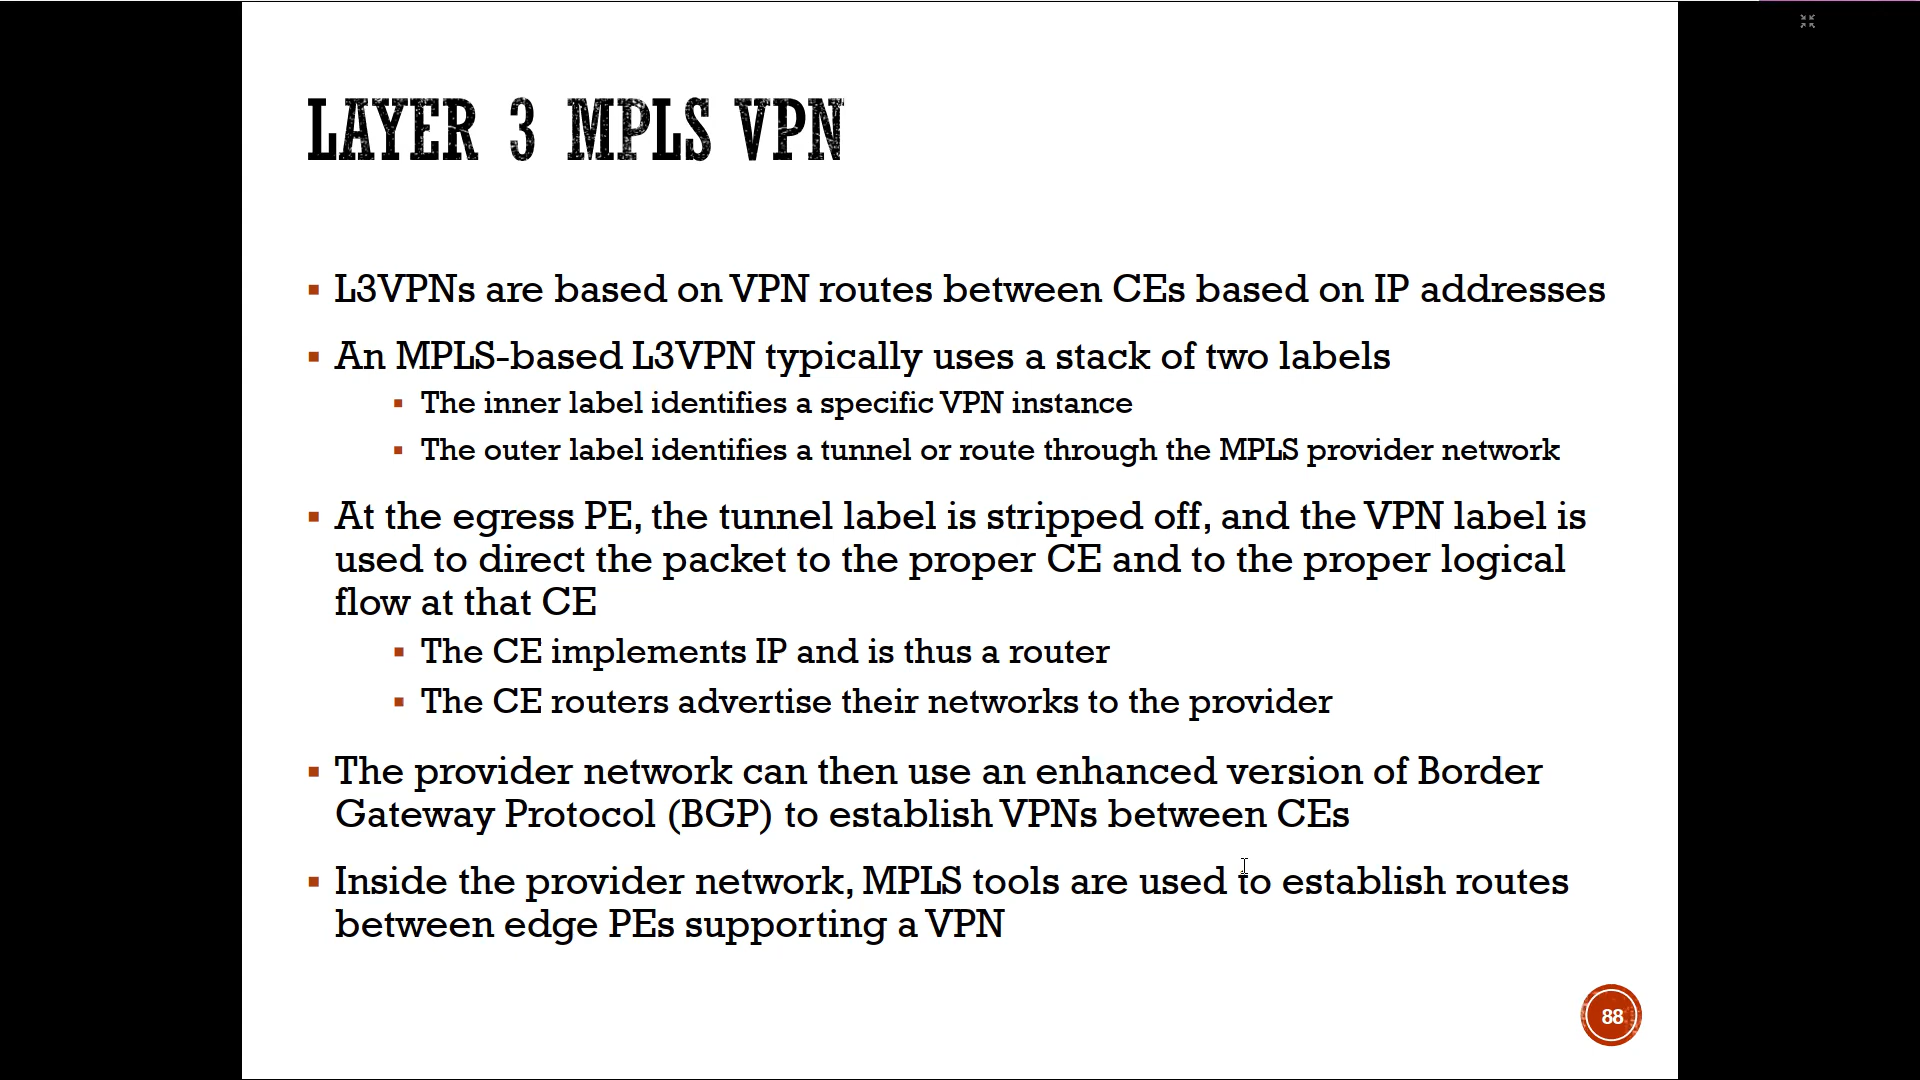 LAYER 3 MPLS VPN
▪ L3VPNs are based on VPN routes between CEs based on IP addresses
▪ An MPLS-based L3VPN typically uses a stack of two labels
▪ The inner label identifies a specific VPN instance
▪ The outer label identifies a tunnel or route through the MPLS provider network
▪ At the egress PE, the tunnel label is stripped off, and the VPN label is
used to direct the packet to the proper CE and to the proper logical
flow at that CE
▪ The CE implements IP and is thus a router
▪ The CE routers advertise their networks to the provider
▪ The provider network can then use an enhanced version of Border
Gateway Protocol (BGP) to establish VPNs between CEs
▪ Inside the provider network, MPLS tools are used to establish routes
between edge PEs supporting a VPN
88